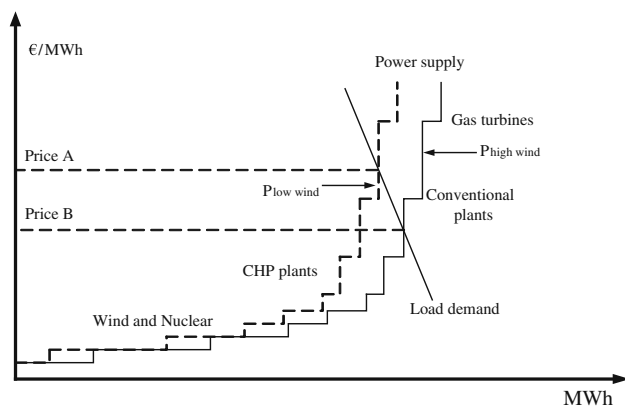 €/MWh
Power supply
Gas turbines
Price A
Phigh wind
Plow wind
Conventional
plants
Price B
CHP plants
Load demand
Wind and Nuclear
MWh